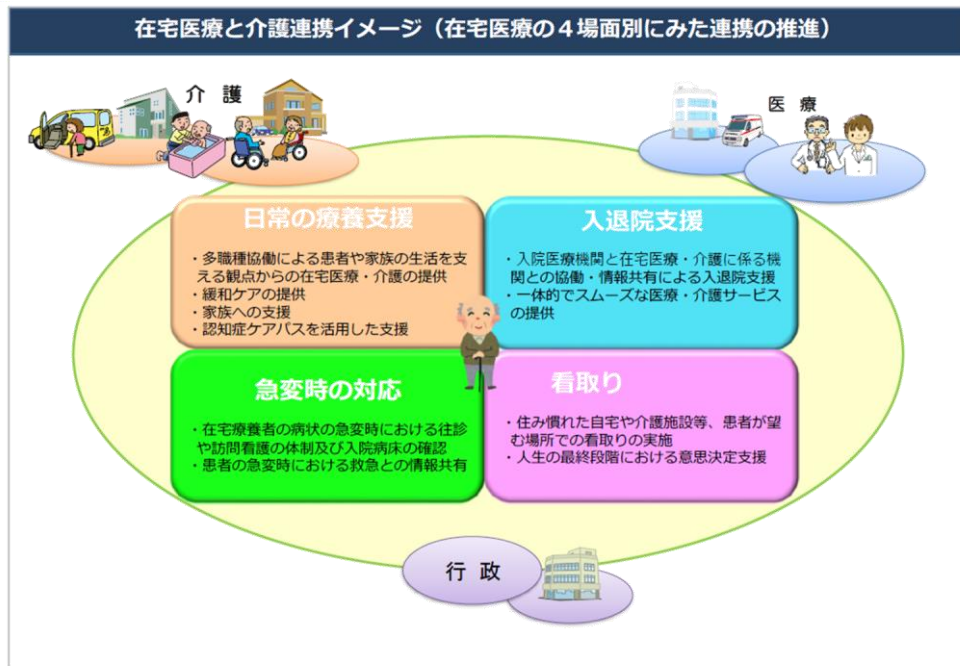 在宅医療と介護連携イメージ（在宅医療の４場面別にみた連携の推進）
介 護
医 療
日常の療養支援
・多職種協働による患者や家族の生活を支
える観点からの在宅医療・介護の提供
・緩和ケアの提供
・家族への支援
・認知症ケアパスを活用した支援
入退院支援
・入院医療機関と在宅医療・介護に係る機
関との協働・情報共有による入退院支援
・一体的でスムーズな医療・介護サービス
の提供
急変時の対応
・在宅療養者の病状の急変時における往診
や訪問看護の体制及び入院病床の確認
・患者の急変時における救急との情報共有
看取り
・住み慣れた自宅や介護施設等、患者が望
む場所での看取りの実施
・人生の最終段階における意思決定支援
行 政